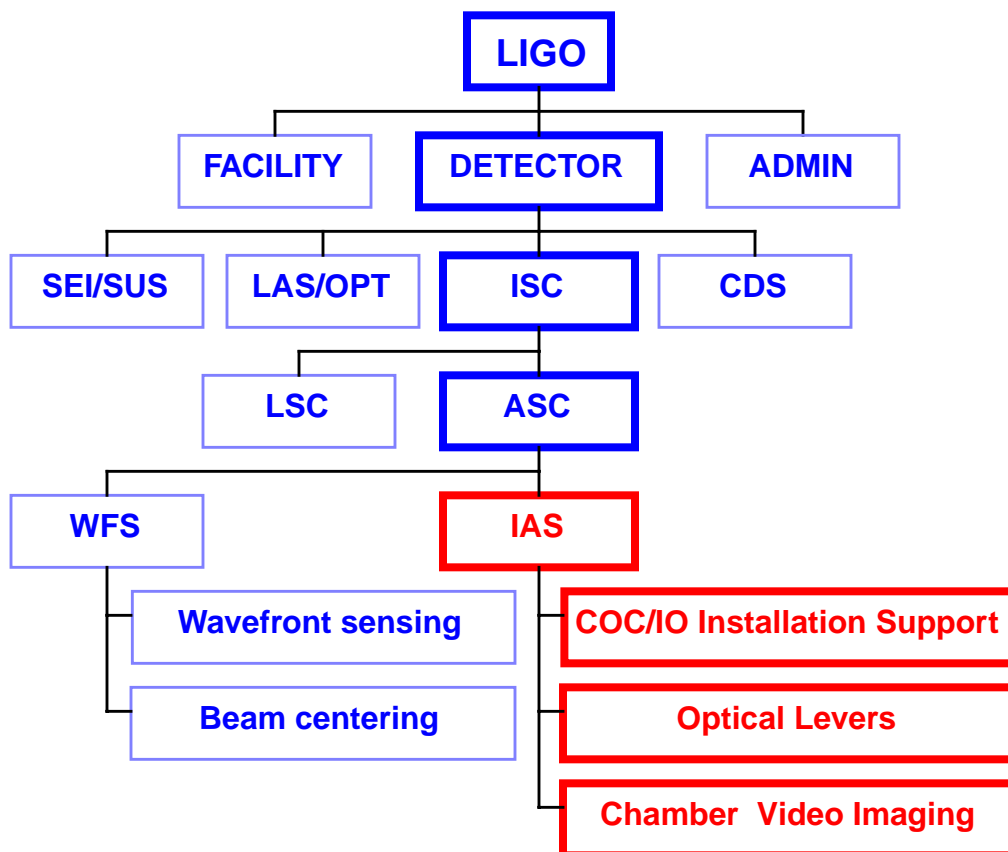 LIGO
FACILITY
DETECTOR
ADMIN
SEI/SUS
LAS/OPT
ISC
CDS
LSC
ASC
WFS
IAS
Wavefront sensing
COC/IO Installation Support
Beam centering
Optical Levers
Chamber Video Imaging